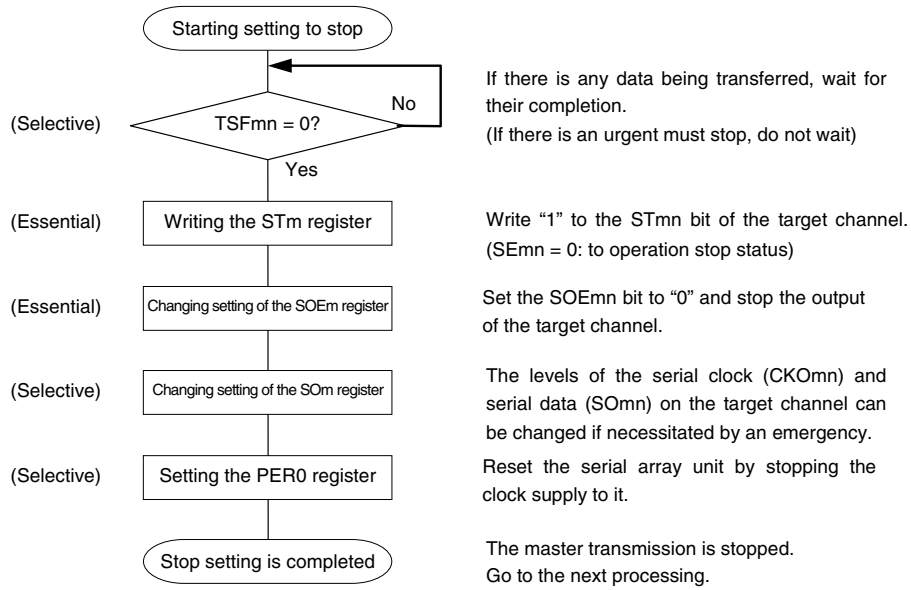 Starting setting to stop
(Selective)
TSFmn = 0?
No
Yes
If there is any data being transferred, wait for
their completion.
(If there is an urgent must stop, do not wait)
(Essential)
Writing the STm register
Write “1” to the STmn bit of the target channel.
(SEmn = 0: to operation stop status)
(Essential)
Changing setting of the SOEm register
Set the SOEmn bit to “0” and stop the output
of the target channel.
(Selective)
Changing setting of the SOm register
The levels of the serial clock (CKOmn) and
serial data (SOmn) on the target channel can
be changed if necessitated by an emergency.
(Selective)
Setting the PER0 register
Reset the serial array unit by stopping the
clock supply to it.
Stop setting is completed
The master transmission is stopped.
Go to the next processing.